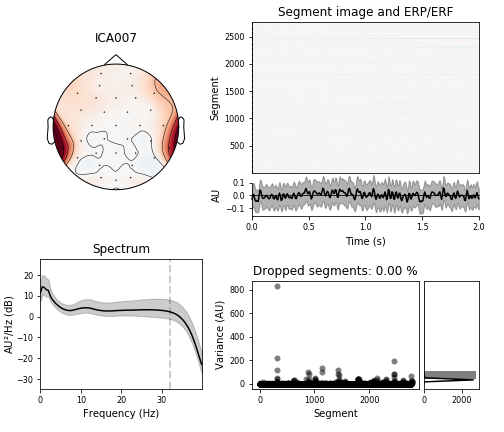 ICA007
Segment image and ERP/ERF
Segment
2500
2000
1500
1000
500
AU
0.1
0.0
−0.1
0.0 0.5 1.0 1.5 2.0
Time (s)
Spectrum
AU²/Hz (dB)
20
10
0
−10
−20
−30
0 10 20 30
Frequency (Hz)
Dropped segments: 0.00 %
Variance (AU)
800
600
400
200
0
0 1000 2000
Segment
0 2000